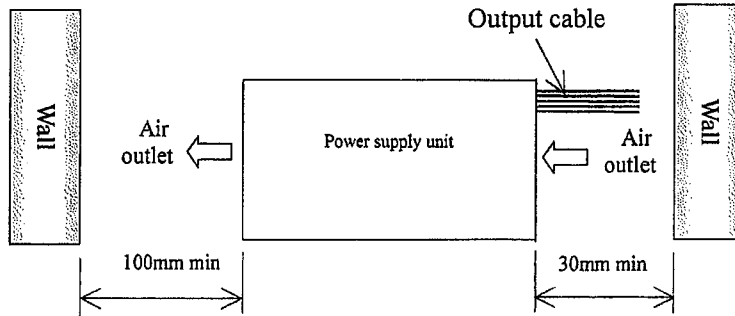 Output cable
Wall
Air
outlet
Power supply unit
Air
outlet
Wall
100mm min
30mm min